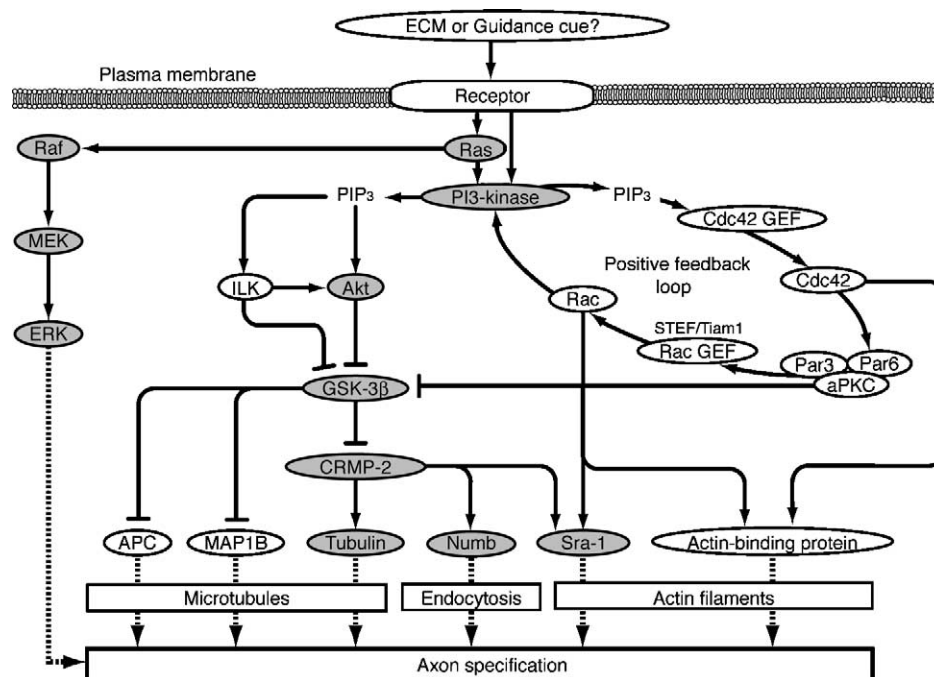 ECM or Guidance cue?
Plasma membrane
Receptor
Raf
Ras
PIP3
PI3-kinase
PIP3
Cdc42 GEF
MEK
ILK
Akt
Positive feedback
loop
Cdc42
Rac
ERK
STEF/Tiam1
Rac GEF
Par3
Par6
aPKC
GSK-3β
CRMP-2
APC
MAP1B
Tubulin
Numb
Sra-1
Actin-binding protein
Microtubules
Endocytosis
Actin filaments
Axon specification